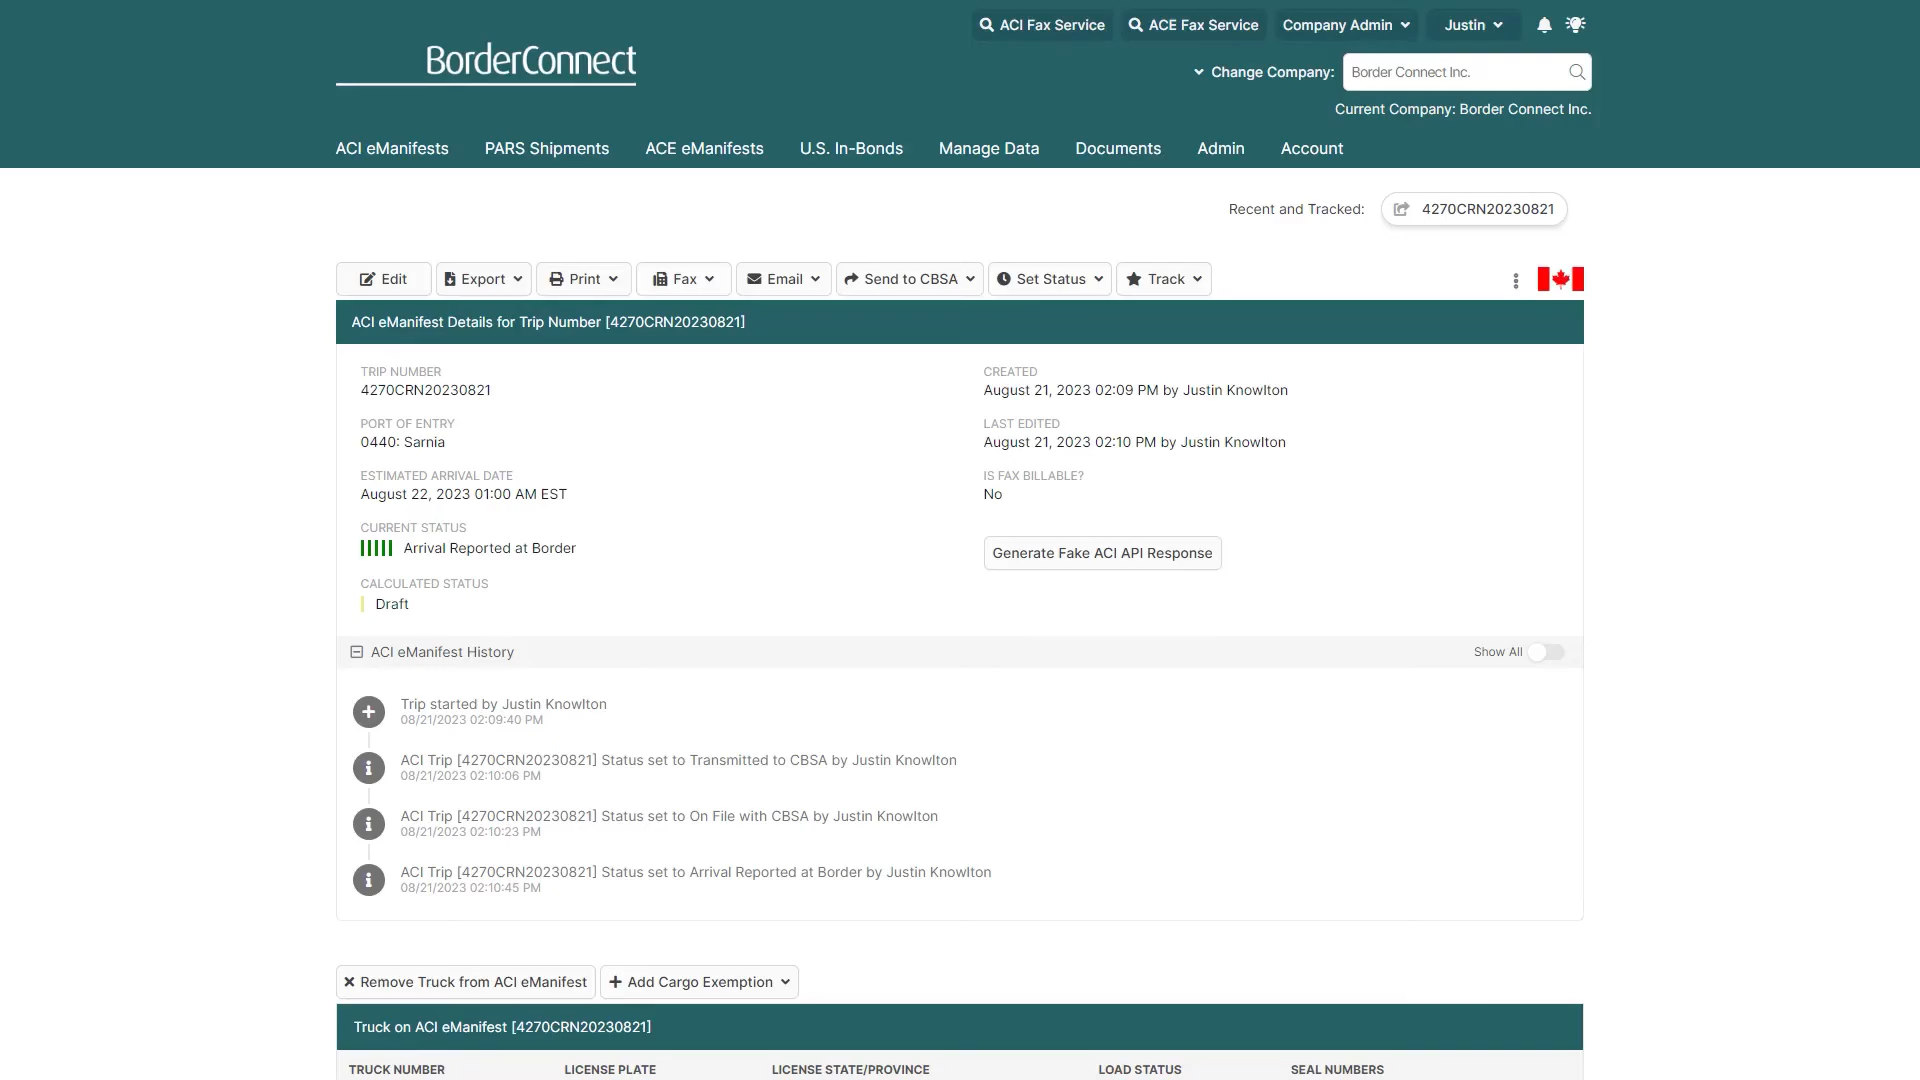 ACI Fax Service
ACE Fax Service
Company Admin
Justin
BorderConnect
Change Company:
Border Connect Inc.
Current Company: Border Connect Inc.
ACI eManifests
PARS Shipments
ACE eManifests
U.S. In-Bonds
Manage Data
Documents
Admin
Account
Recent and Tracked:
4270CRN20230821
Edit
Export
Print
Fax
Email
Send to CBSA
Set Status
Track
ACI eManifest Details for Trip Number [4270CRN20230821]
TRIP NUMBER
4270CRN20230821
PORT OF ENTRY
0440: Sarnia
ESTIMATED ARRIVAL DATE
August 22, 2023 01:00 AM EST
CURRENT STATUS
Arrival Reported at Border
CALCULATED STATUS
Draft
CREATED
August 21, 2023 02:09 PM by Justin Knowlton
LAST EDITED
August 21, 2023 02:10 PM by Justin Knowlton
IS FAX BILLABLE?
No
Generate Fake ACI API Response
ACI eManifest History
Show All
Trip started by Justin Knowlton
08/21/2023 02:09:40 PM
ACI Trip [4270CRN20230821] Status set to Transmitted to CBSA by Justin Knowlton
08/21/2023 02:10:06 PM
ACI Trip [4270CRN20230821] Status set to On File with CBSA by Justin Knowlton
08/21/2023 02:10:23 PM
ACI Trip [4270CRN20230821] Status set to Arrival Reported at Border by Justin Knowlton
08/21/2023 02:10:45 PM
Remove Truck from ACI eManifest
Add Cargo Exemption
Truck on ACI eManifest [4270CRN20230821]
TRUCK NUMBER
LICENSE PLATE
LICENSE STATE/PROVINCE
LOAD STATUS
SEAL NUMBERS